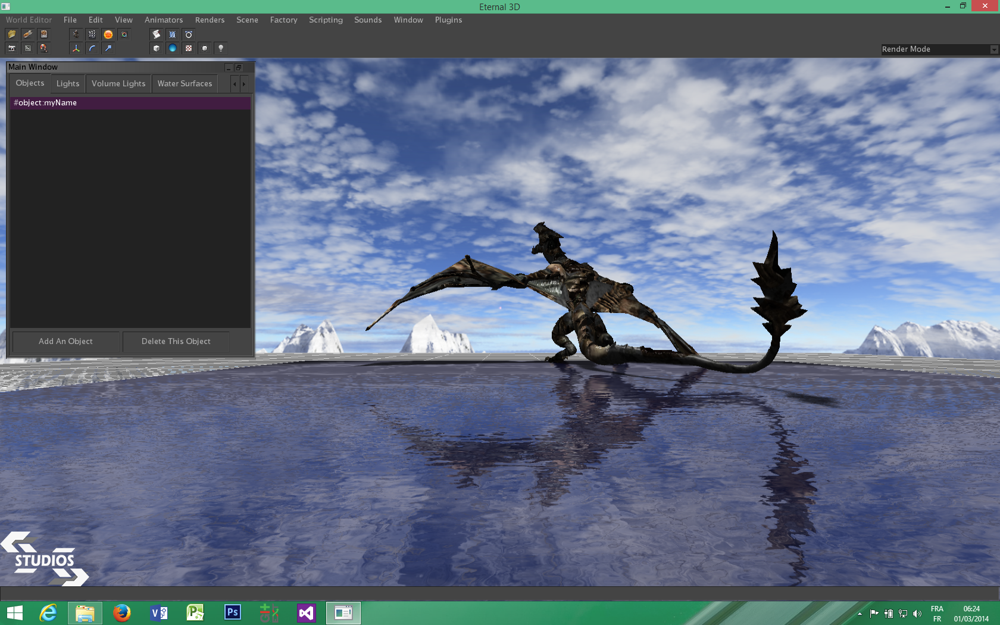 Eternal 3D
World Editor File Edit View Animators Renders Scene Factory Scripting Sounds Window Plugins
Render Mode
Main Window
Objects Lights Volume Lights Water Surfaces
#object:myName
Add An Object Delete This Object
STUDIOS
Ps
FRA 06:24
FR 01/03/2014